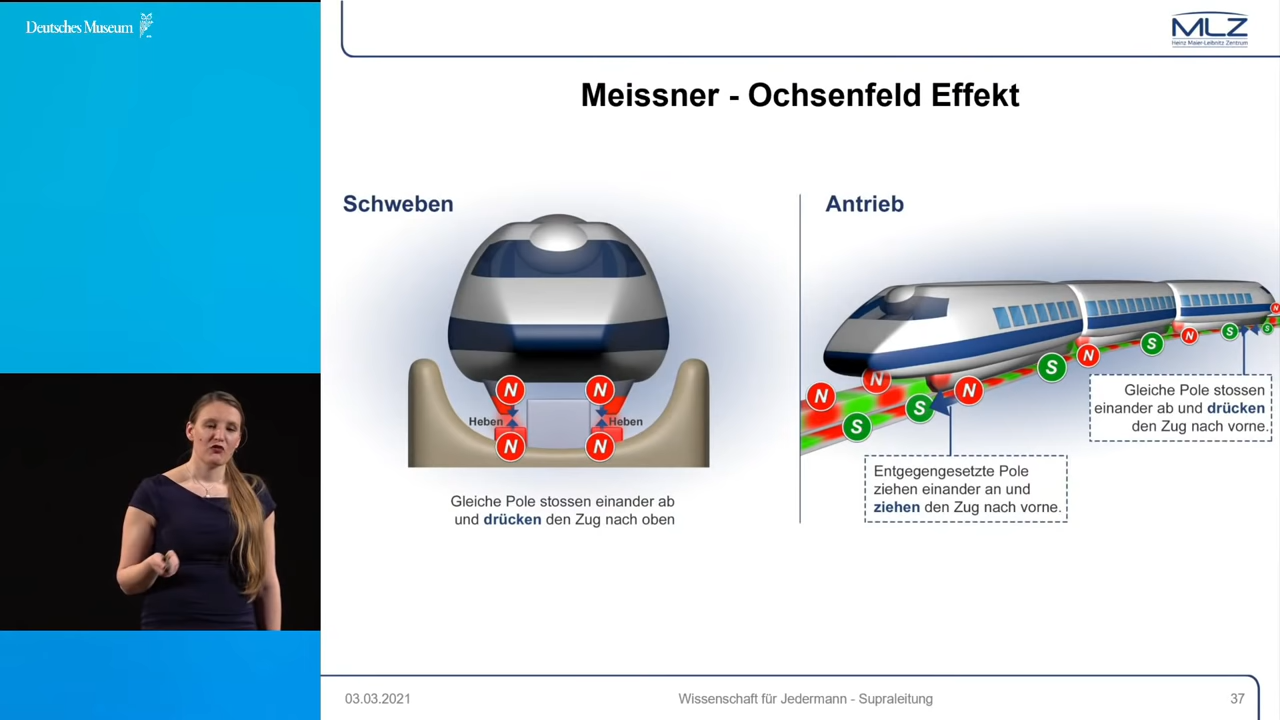 Deutsches Museum
MLZ
Heinz Maier-Leibnitz Zentrum
Meissner - Ochsenfeld Effekt
Schweben
N
N
Heben
Heben
N
N
Gleiche Pole stossen einander ab
und drücken den Zug nach oben
Antrieb
N
N
S
S
N
S
N
S
N
S
S
N
Gleiche Pole stossen
einander ab und drücken
den Zug nach vorne.
Entgegengesetzte Pole
ziehen einander an und
ziehen den Zug nach vorne.
03.03.2021
Wissenschaft für Jedermann - Supraleitung
37